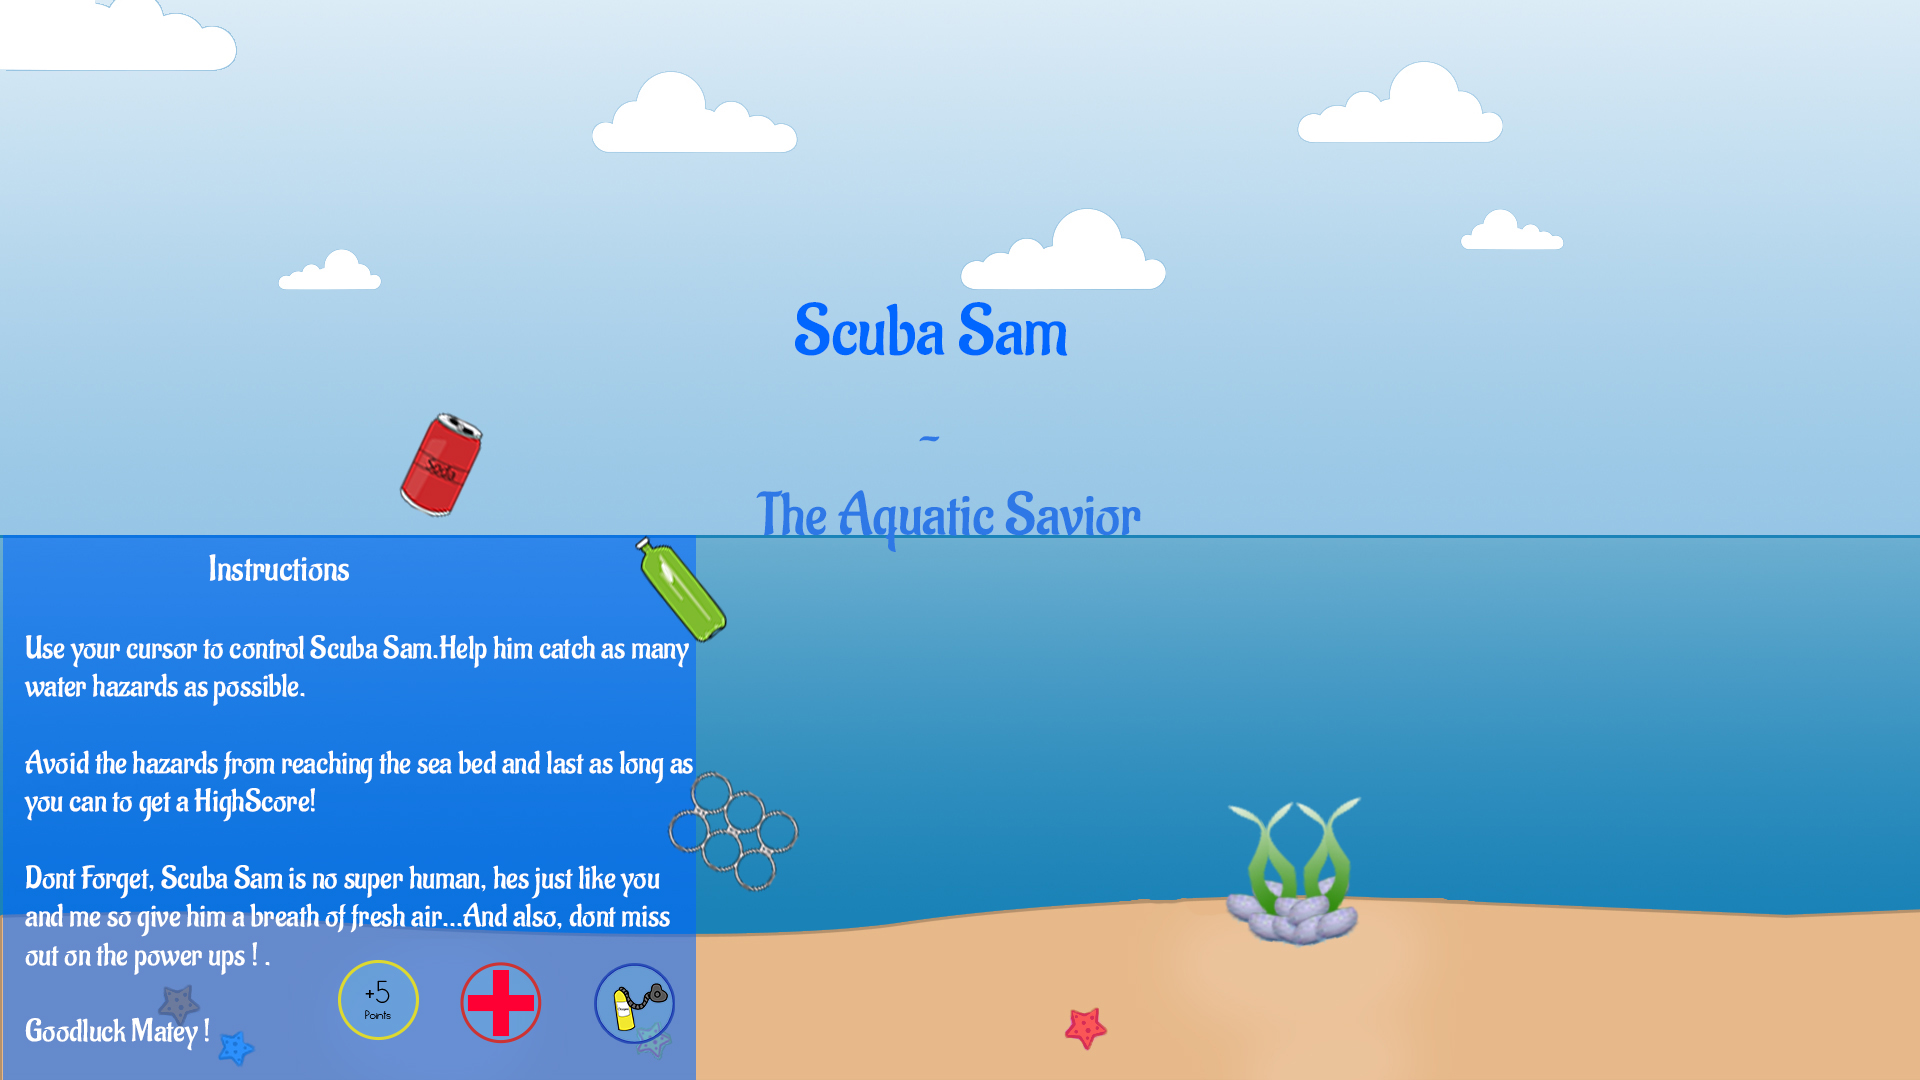 Scuba Sam
~
The Aquatic Savior
Soda
Instructions
Use your cursor to control Scuba Sam.Help him catch as many
water hazards as possible.
Avoid the hazards from reaching the sea bed and last as long as
you can to get a HighScore!
Dont Forget, Scuba Sam is no super human, hes just like you
and me so give him a breath of fresh air...And also, dont miss
out on the power ups ! .
+5
Points
Goodluck Matey !